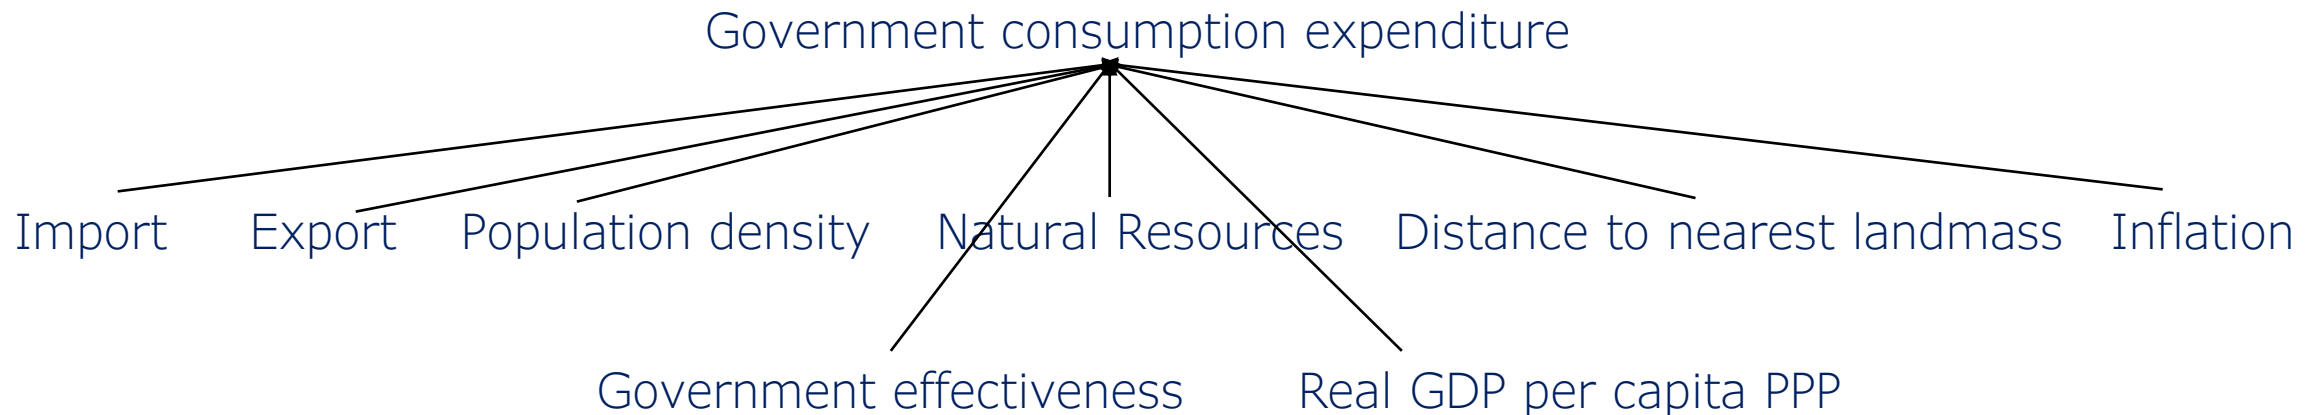 Government consumption expenditure
Import Export Population density Natural Resources Distance to nearest landmass Inflation
Government effectiveness Real GDP per capita PPP